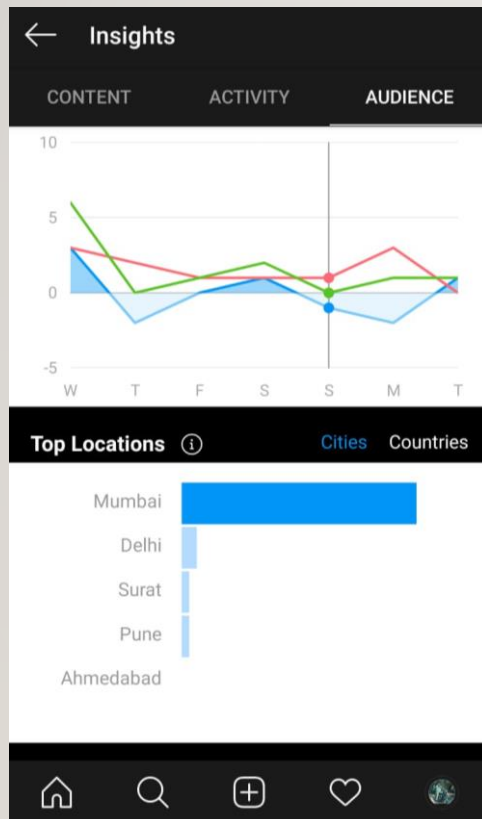 Insights
CONTENT ACTIVITY AUDIENCE
10
5
0
-5
W T F S S M T
Top Locations Cities Countries
Mumbai
Delhi
Surat
Pune
Ahmedabad